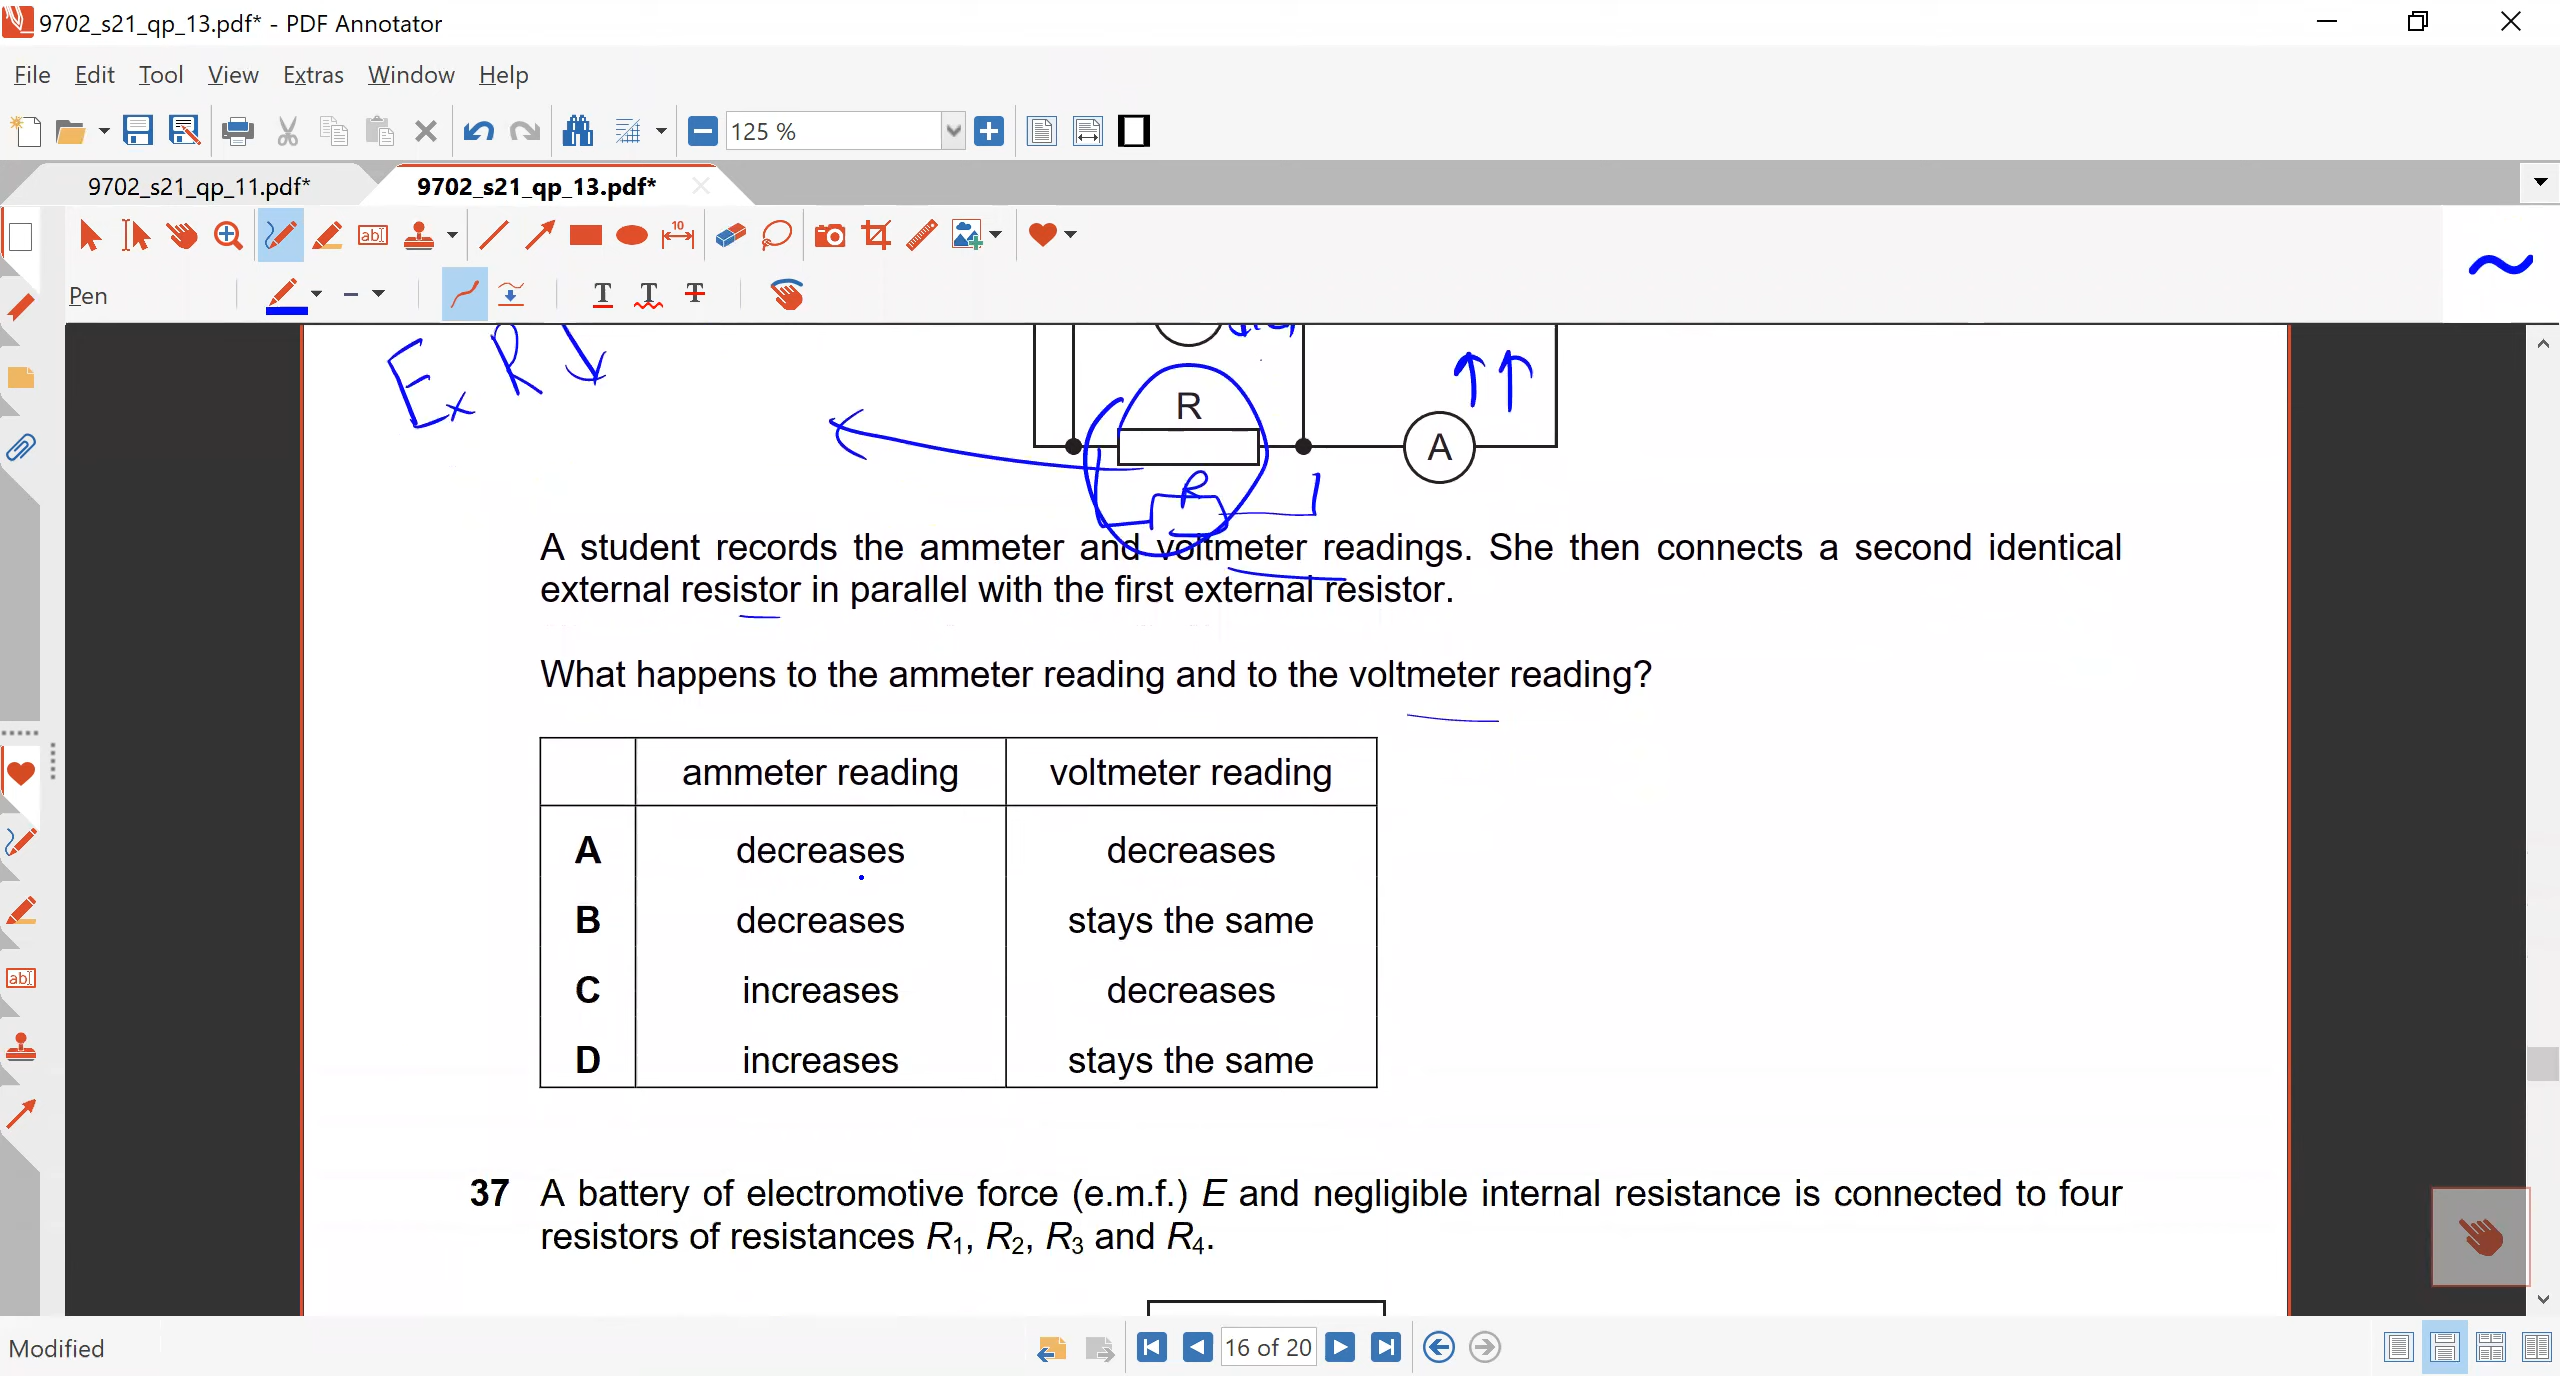 9702_s21_qp_13.pdf* - PDF Annotator
File Edit Tool View Extras Window Help
125 %
9702_s21_qp_11.pdf* 9702_s21_qp_13.pdf*
ab
10
Pen
T T T
Ex R
R
A
R
A student records the ammeter and voltmeter readings. She then connects a second identical
external resistor in parallel with the first external resistor.
What happens to the ammeter reading and to the voltmeter reading?
ammeter reading voltmeter reading
A decreases decreases
B decreases stays the same
C increases decreases
D increases stays the same
37 A battery of electromotive force (e.m.f.) E and negligible internal resistance is connected to four
resistors of resistances R1, R2, R3 and R4.
ab
Modified
16 of 20